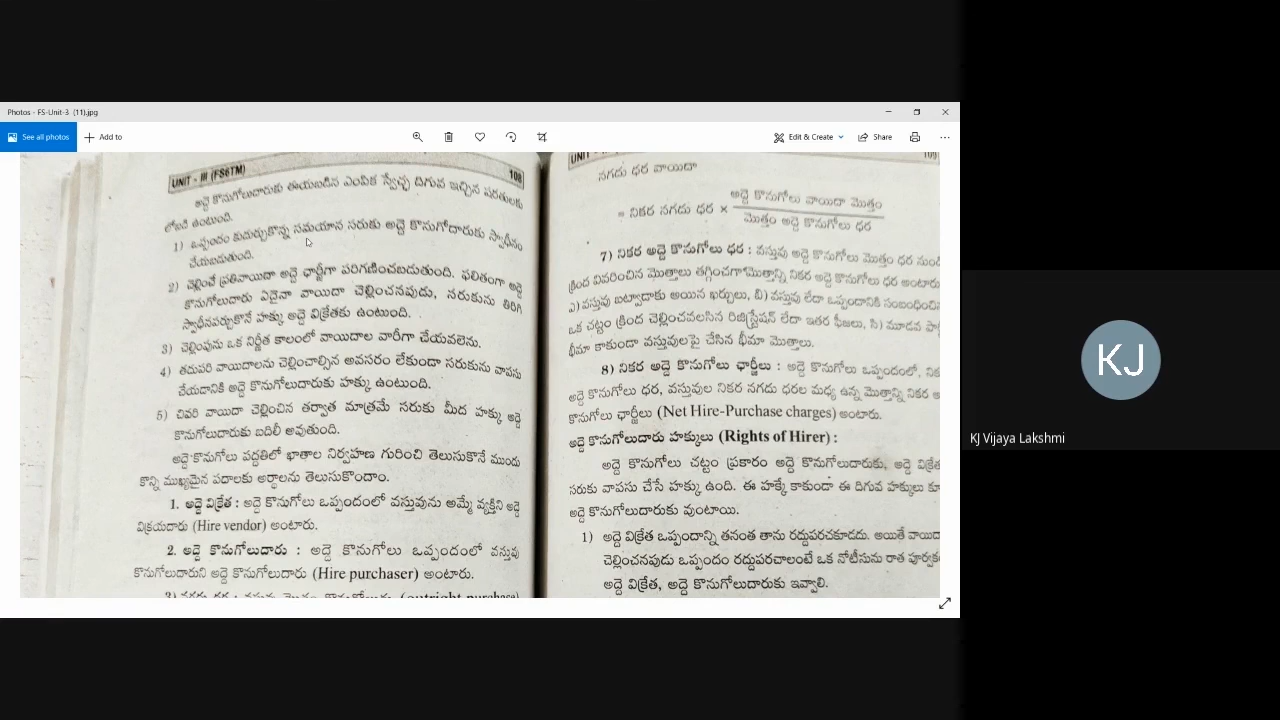 Photos - FS-Unit-3 (11).jpg
See all photos
Add to
Edit & Create
Share
UNIT - III (FS6TM)
108
అద్దె కొనుగోలుదారుకు ఈయబడిన ఎంపిక స్వేచ్ఛ దిగువ ఇచ్చిన షరతులకు
లోబడి ఉంటుంది.
1) ఒప్పందం కుదుర్చుకొన్న సమయాన సరుకు అద్దె కొనుగోదారుకు స్వాధీనం
చేయబడుతుంది.
2) చెల్లించే ప్రతివాయిదా అద్దె ఛార్జీగా పరిగణించబడుతుంది. ఫలితంగా అద్దె
కొనుగోలుదారు ఏదైనా వాయిదా చెల్లించనపుడు, సరుకును తిరిగి
స్వాధీనపర్చుకొనే హక్కు అద్దె విక్రేతకు ఉంటుంది.
3) చెల్లింపును ఒక నిర్ణీత కాలంలో వాయిదాల వారీగా చేయవలెను.
4) తదుపరి వాయిదాలను చెల్లించాల్సిన అవసరం లేకుండా సరుకును వాపసు
చేయడానికి అద్దె కొనుగోలుదారుకు హక్కు ఉంటుంది.
5) చివరి వాయిదా చెల్లించిన తర్వాత మాత్రమే సరుకు మీద హక్కు అద్దె
కొనుగోలుదారుకు బదిలీ అవుతుంది.
అద్దె కొనుగోలు పద్దతిలో ఖాతాల నిర్వహణ గురించి తెలుసుకొనే ముందు
కొన్ని ముఖ్యమైన పదాలకు అర్థాలను తెలుసుకొందాం.
1. అద్దె విక్రేత : అద్దె కొనుగోలు ఒప్పందంలో వస్తువును అమ్మే వ్యక్తిని అద్దె
విక్రయదారు (Hire vendor) అంటారు.
2. అద్దె కొనుగోలుదారు : అద్దె కొనుగోలు ఒప్పందంలో వస్తువు
కొనుగోలుదారుని అద్దె కొనుగోలుదారు (Hire purchaser) అంటారు.
(outright purchase)
109
నగదు ధర వాయిదా
= నికర నగదు ధర × అద్దె కొనుగోలు వాయిదా మొత్తం
మొత్తం అద్దె కొనుగోలు ధర
7) నికర అద్దె కొనుగోలు ధర : వస్తువు అద్దె కొనుగోలు మొత్తం ధర
క్రింద వివరించిన మొత్తాలు తగ్గించగా మొత్తాన్ని నికర అద్దె కొనుగోలు ధర అంటారు
ఎ) వస్తువు బట్వాడాకు అయిన ఖర్చులు, బి) వస్తువు లేదా ఒప్పందానికి
ఒక చట్టం క్రింద చెల్లించవలసిన రిజిస్ట్రేషన్ లేదా ఇతర ఫీజులు, సి) మూడవ
భీమా కాకుండా వస్తువులపై చేసిన భీమా మొత్తాలు.
8) నికర అద్దె కొనుగోలు ఛార్జీలు : అద్దె కొనుగోలు ఒప్పందంలో,
అద్దె కొనుగోలు ధర, వస్తువుల నికర నగదు ధరల మధ్య ఉన్న మొత్తాన్ని నికర
కొనుగోలు ఛార్జీలు (Net Hire-Purchase charges) అంటారు.
అద్దె కొనుగోలుదారు హక్కులు (Rights of Hirer) :
అద్దె కొనుగోలు చట్టం ప్రకారం అద్దె కొనుగోలుదారుకు, అద్దె
సరుకు వాపసు చేసే హక్కు ఉంది. ఈ హక్కే కాకుండా ఈ దిగువ హక్కులు
అద్దె కొనుగోలుదారుకు వుంటాయి.
1) అద్దె విక్రేత ఒప్పందాన్ని తనంత తాను రద్దుపరచకూడదు. అయితే
చెల్లించనపుడు ఒప్పందం రద్దుపరచాలంటే ఒక నోటీసును రాత
అద్దె విక్రేత, అద్దె కొనుగోలుదారుకు ఇవ్వాలి.
KJ
KJ Vijaya Lakshmi